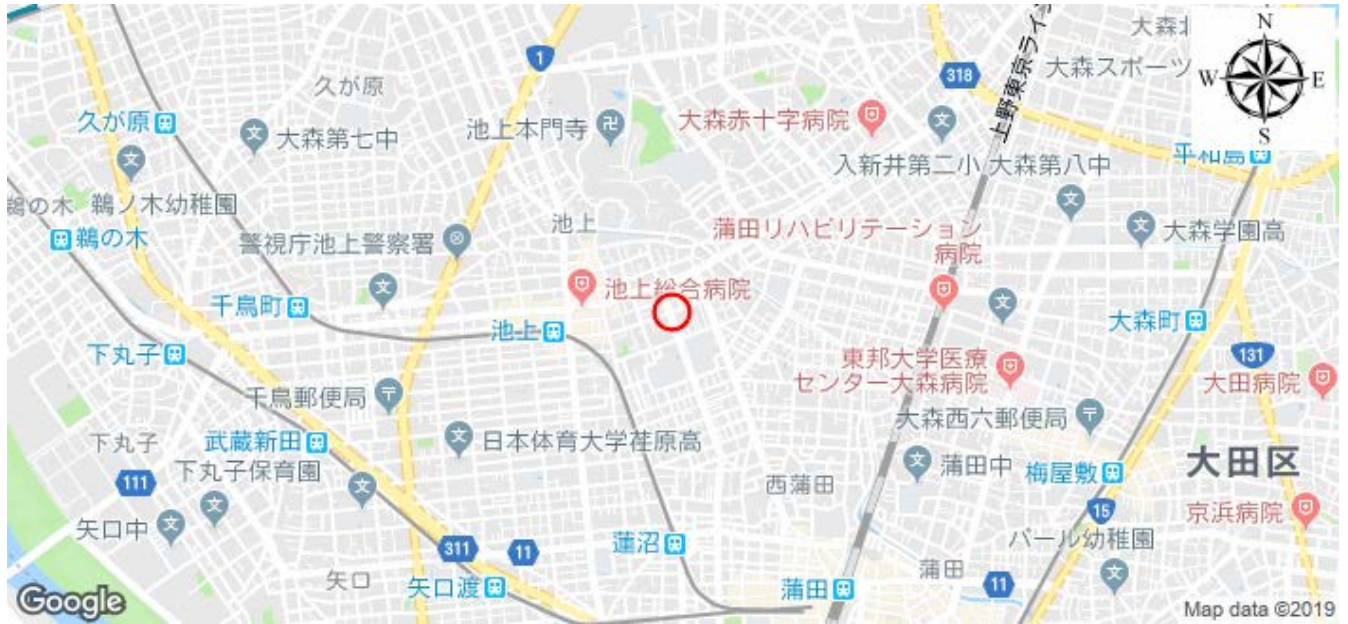 大森
N
W
E
S
1
318
大森スポーツ
上野東京ライ
久が原
久が原
大森第七中
池上本門寺
大森赤十字病院
入新井第二小
大森第八中
平和島
鵜の木
鵜ノ木幼稚園
鵜の木
警視庁池上警察署
池上
蒲田リハビリテーション
病院
大森学園高
千鳥町
池上総合病院
池上
大森町
下丸子
東邦大学医療
センター大森病院
131
大田病院
千鳥郵便局
大森西六郵便局
下丸子
武蔵新田
日本体育大学荏原高
蒲田中
梅屋敷
大田区
111
下丸子保育園
西蒲田
15
京浜病院
矢口中
311
11
蓮沼
パール幼稚園
矢口
矢口渡
蒲田
蒲田
11
Google
Map data ©2019